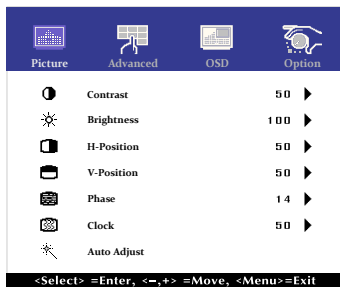 Picture Advanced OSD Option
Contrast 50
Brightness 100
H-Position 50
V-Position 50
Phase 14
Clock 50
Auto Adjust
<Select> =Enter, <–,+> =Move, <Menu>=Exit